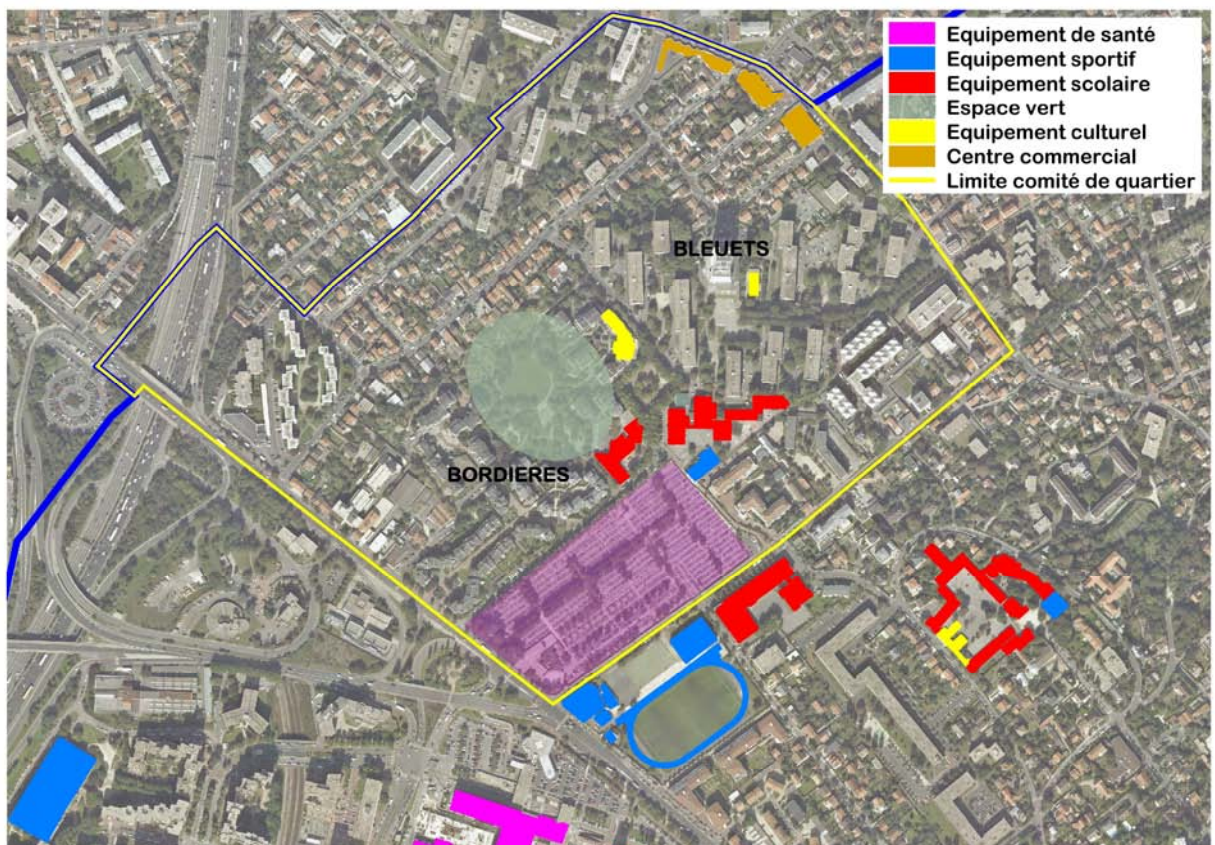 Equipement de santé
Equipement sportif
Equipement scolaire
Espace vert
Equipement culturel
Centre commercial
Limite comité de quartier
BLEUETS
BORDIERES